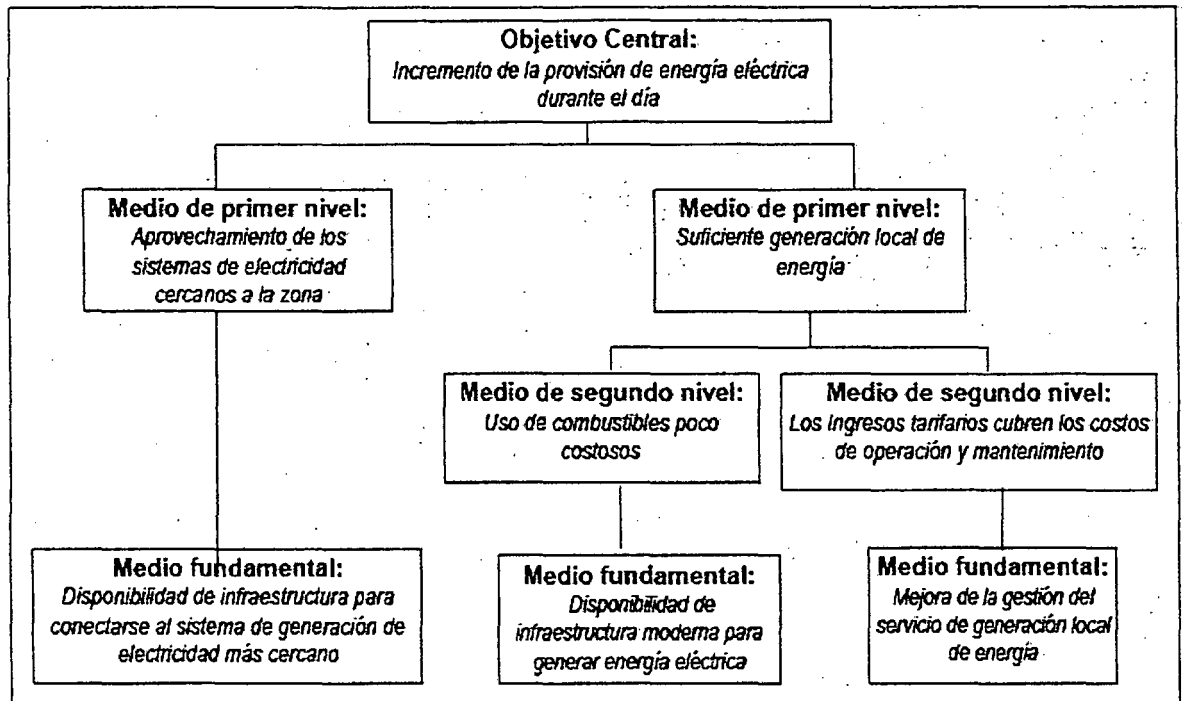 Objetivo Central:
Incremento de la provisión de energía eléctrica
durante el día
Medio de primer nivel:
Aprovechamiento de los
sistemas de electricidad
cercanos a la zona
Medio de primer nivel:
Suficiente generación local de
energía
Medio de segundo nivel:
Uso de combustibles poco
costosos
Medio de segundo nivel:
Los Ingresos tarifarios cubren los costos
de operación y mantenimiento
Medio fundamental:
Disponibilidad de infraestructura para
conectarse al sistema de generación de
electricidad más cercano
Medio fundamental:
Disponibilidad de
infraestructura moderna para
generar energía eléctrica
Medio fundamental:
Mejora de la gestión del
servicio de generación local
de energía